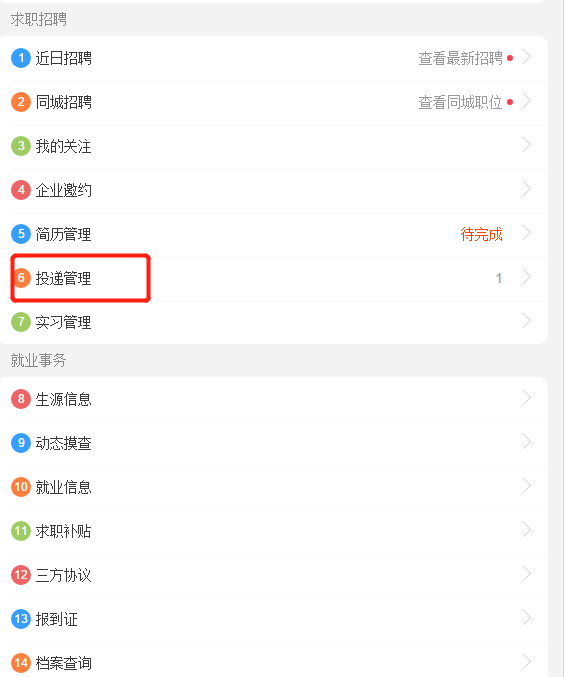 求职招聘
1 近日招聘 查看最新招聘
2 同城招聘 查看同城职位
3 我的关注
4 企业邀约
5 简历管理 待完成
6 投递管理 1
7 实习管理
就业事务
8 生源信息
9 动态摸查
10 就业信息
11 求职补贴
12 三方协议
13 报到证
14 档案查询